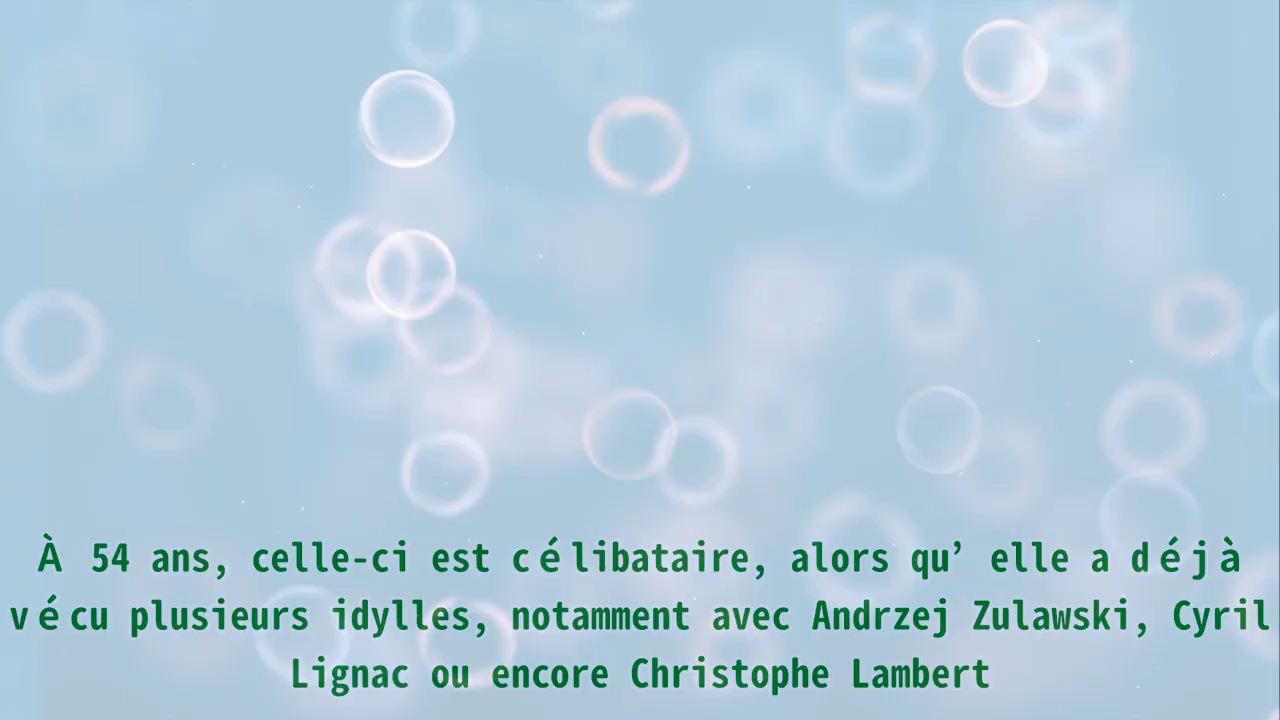 À 54 ans, celle-ci est célibataire, alors qu’ elle a déjà
vécu plusieurs idylles, notamment avec Andrzej Zulawski, Cyril
Lignac ou encore Christophe Lambert